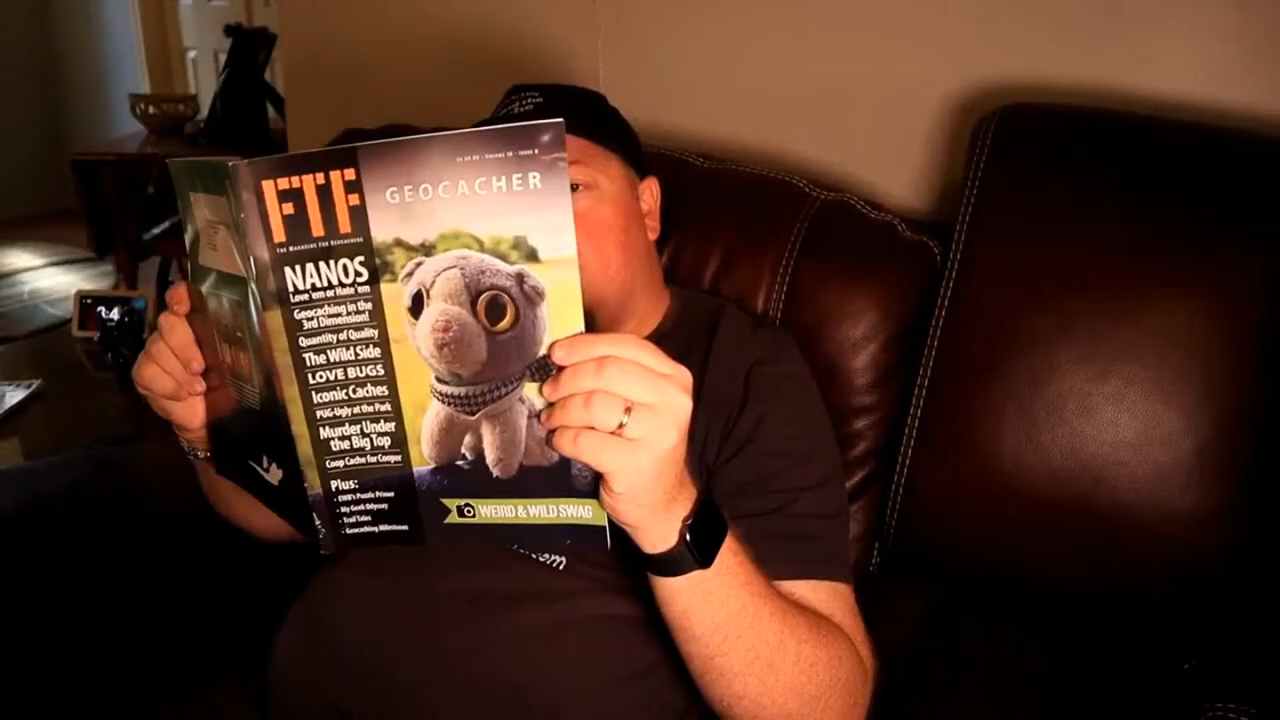 FTF
THE MAGAZINE FOR GEOCACHERS
GEOCACHER
NANOS
Love 'em or Hate 'em
Geocaching in the
3rd Dimension!
Quantity of Quality
The Wild Side
LOVE BUGS
Iconic Caches
PUG-Ugly at the Park
Murder Under
the Big Top
Coop Cache for Cooper
Plus:
• EWB's Puzzle Primer
• My Geek Odyssey
• Trail Tales
• Geocaching Milestones
WEIRD & WILD SWAG